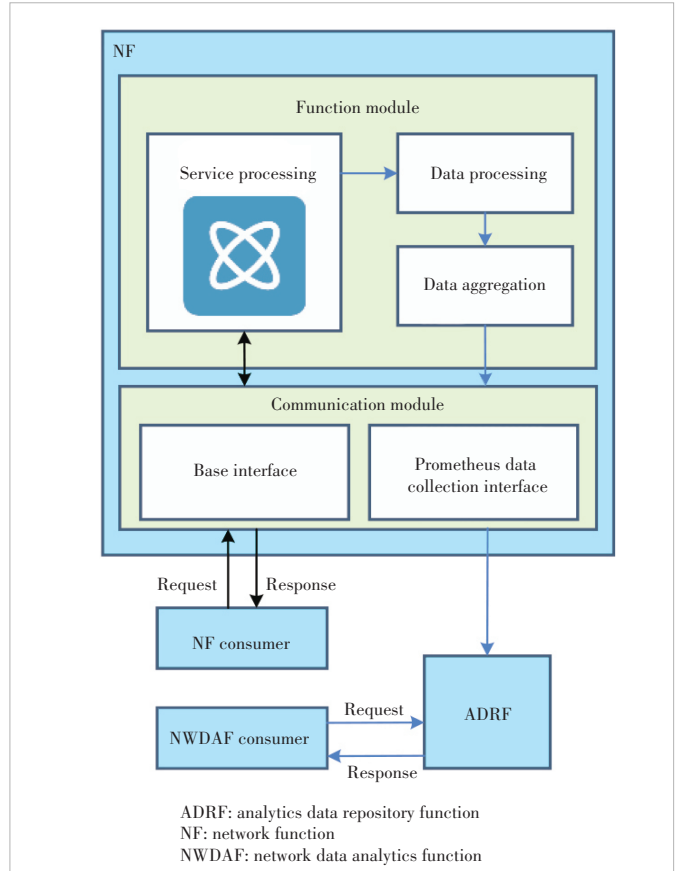 NF
Function module
Service processing
Data processing
Data aggregation
Communication module
Base interface
Prometheus data
collection interface
Request
Response
NF consumer
Request
ADRF
NWDAF consumer
Response
ADRF: analytics data repository function
NF: network function
NWDAF: network data analytics function